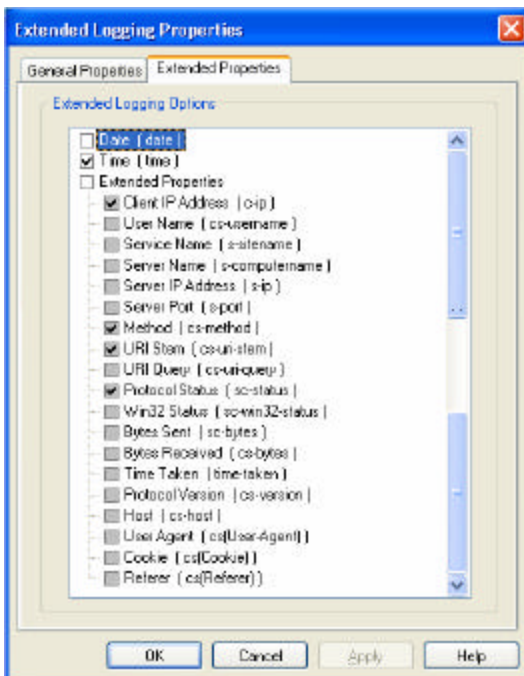 Extended Logging Properties
General Properties
Extended Properties
Extended Logging Options
Date ( date )
Time ( time )
Extended Properties
Client IP Address ( c-ip )
User Name ( cs-username )
Service Name ( s-sitename )
Server Name ( s-computername )
Server IP Address ( s-ip )
Server Port ( s-port )
Method ( cs-method )
URI Stem ( cs-uri-stem )
URI Query ( cs-uri-query )
Protocol Status ( sc-status )
Win32 Status ( sc-win32-status )
Bytes Sent ( sc-bytes )
Bytes Received ( cs-bytes )
Time Taken ( time-taken )
Protocol Version ( cs-version )
Host ( cs-host )
User Agent ( cs(User-Agent) )
Cookie ( cs(Cookie) )
Referer ( cs(Referer) )
OK
Cancel
Apply
Help